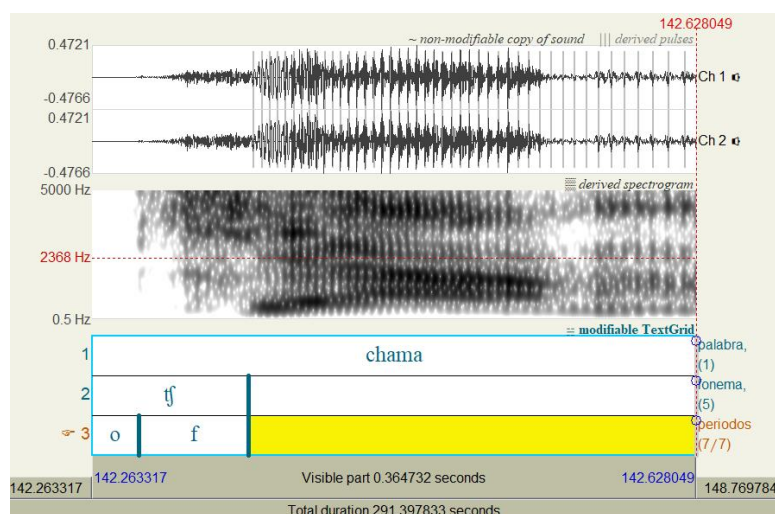 142.628049
~ non-modifiable copy of sound ||| derived pulses
0.4721
Ch 1
-0.4766
0.4721
Ch 2
-0.4766
5000 Hz
derived spectrogram
2368 Hz
0.5 Hz
modifiable TextGrid
1 chama palabra, (1)
2 tʃ fonema, (5)
3 o f periodos (7/7)
142.263317 142.263317 Visible part 0.364732 seconds 142.628049 148.769784
Total duration 291.397833 seconds